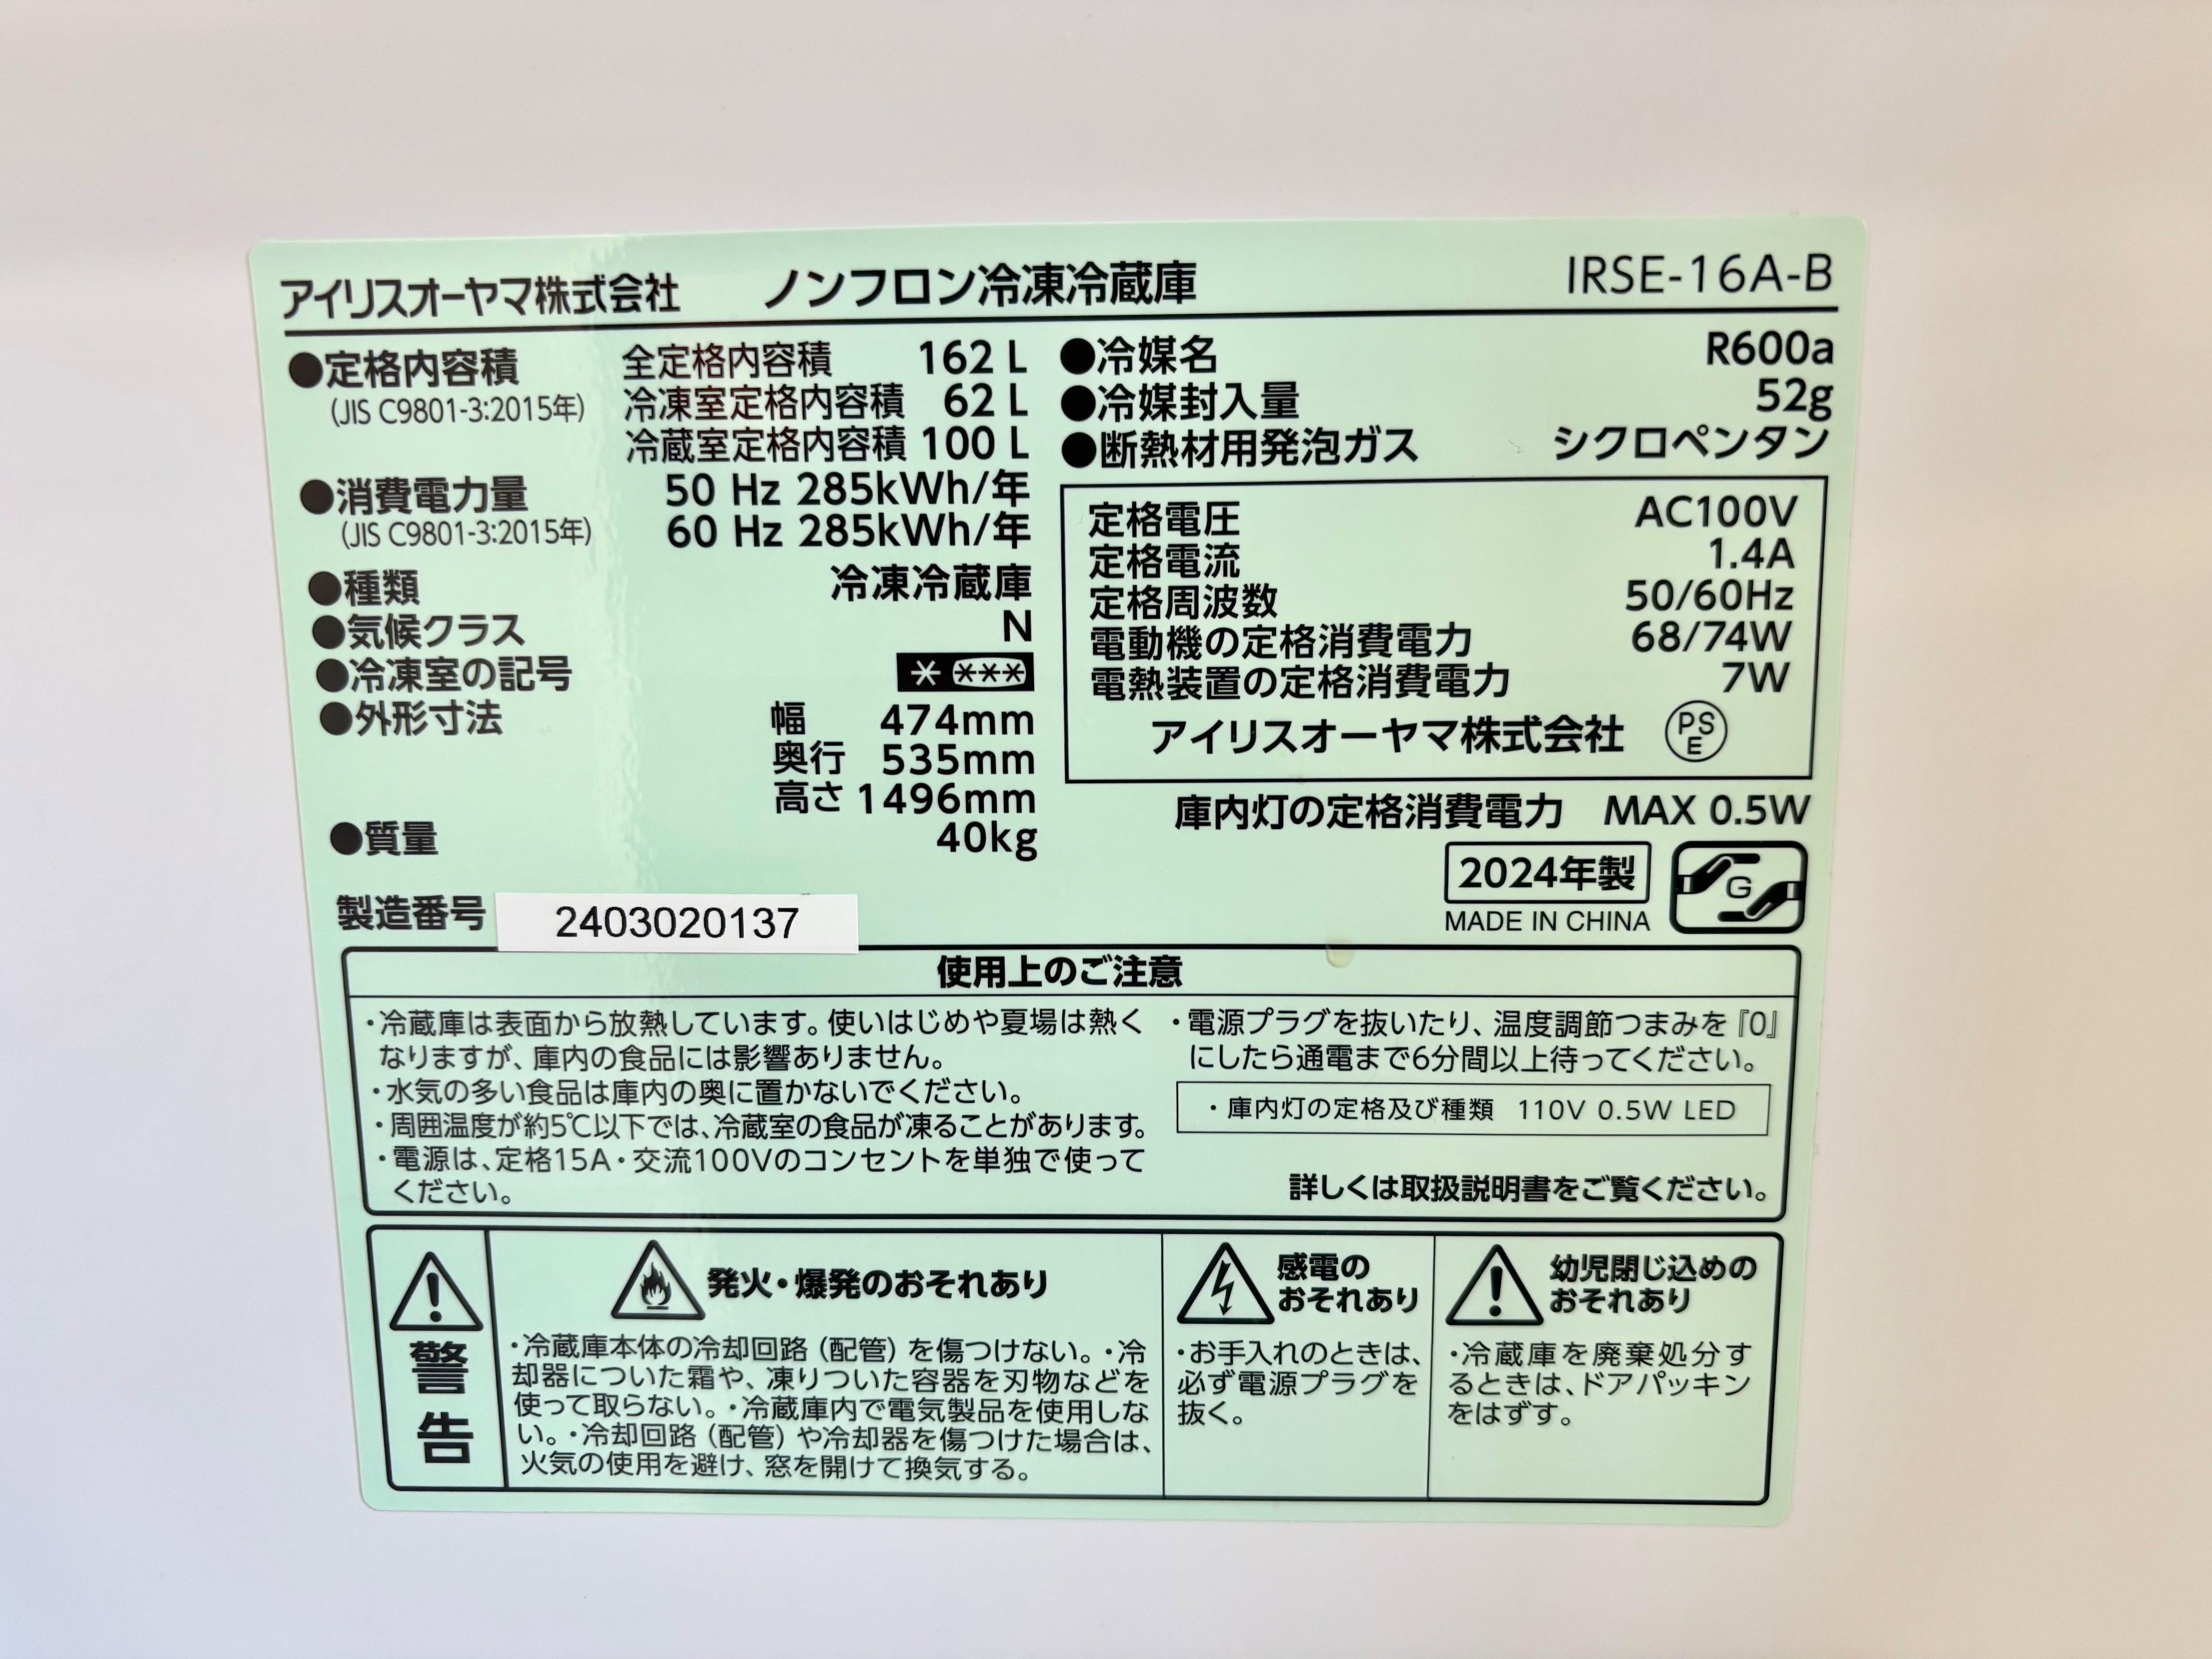 アイリスオーヤマ株式会社 ノンフロン冷凍冷蔵庫 IRSE-16A-B
●定格内容積 全定格内容積 162 L
(JIS C9801-3:2015年) 冷凍室定格内容積 62 L
冷蔵室定格内容積 100 L
●消費電力量 50 Hz 285kWh/年
(JIS C9801-3:2015年) 60 Hz 285kWh/年
●種類 冷凍冷蔵庫
●気候クラス N
●冷凍室の記号 * ***
●外形寸法 幅 474mm
奥行 535mm
高さ 1496mm
●質量 40kg
製造番号 2403020137
●冷媒名 R600a
●冷媒封入量 52g
●断熱材用発泡ガス シクロペンタン
定格電圧 AC100V
定格電流 1.4A
定格周波数 50/60Hz
電動機の定格消費電力 68/74W
電熱装置の定格消費電力 7W
アイリスオーヤマ株式会社 PSE
庫内灯の定格消費電力 MAX 0.5W
2024年製
MADE IN CHINA
G
使用上のご注意
・冷蔵庫は表面から放熱しています。使いはじめや夏場は熱く
なりますが、庫内の食品には影響ありません。
・水気の多い食品は庫内の奥に置かないでください。
・周囲温度が約5℃以下では、冷蔵室の食品が凍ることがあります。
・電源は、定格15A・交流100Vのコンセントを単独で使って
ください。
・電源プラグを抜いたり、温度調節つまみを『0』
にしたら通電まで6分間以上待ってください。
・庫内灯の定格及び種類 110V 0.5W LED
詳しくは取扱説明書をご覧ください。
警
告
発火・爆発のおそれあり
・冷蔵庫本体の冷却回路（配管）を傷つけない。・冷
却器についた霜や、凍りついた容器を刃物などを
使って取らない。・冷蔵庫内で電気製品を使用しな
い。・冷却回路（配管）や冷却器を傷つけた場合は、
火気の使用を避け、窓を開けて換気する。
感電の
おそれあり
・お手入れのときは、
必ず電源プラグを
抜く。
幼児閉じ込めの
おそれあり
・冷蔵庫を廃棄処分す
るときは、ドアパッキン
をはずす。